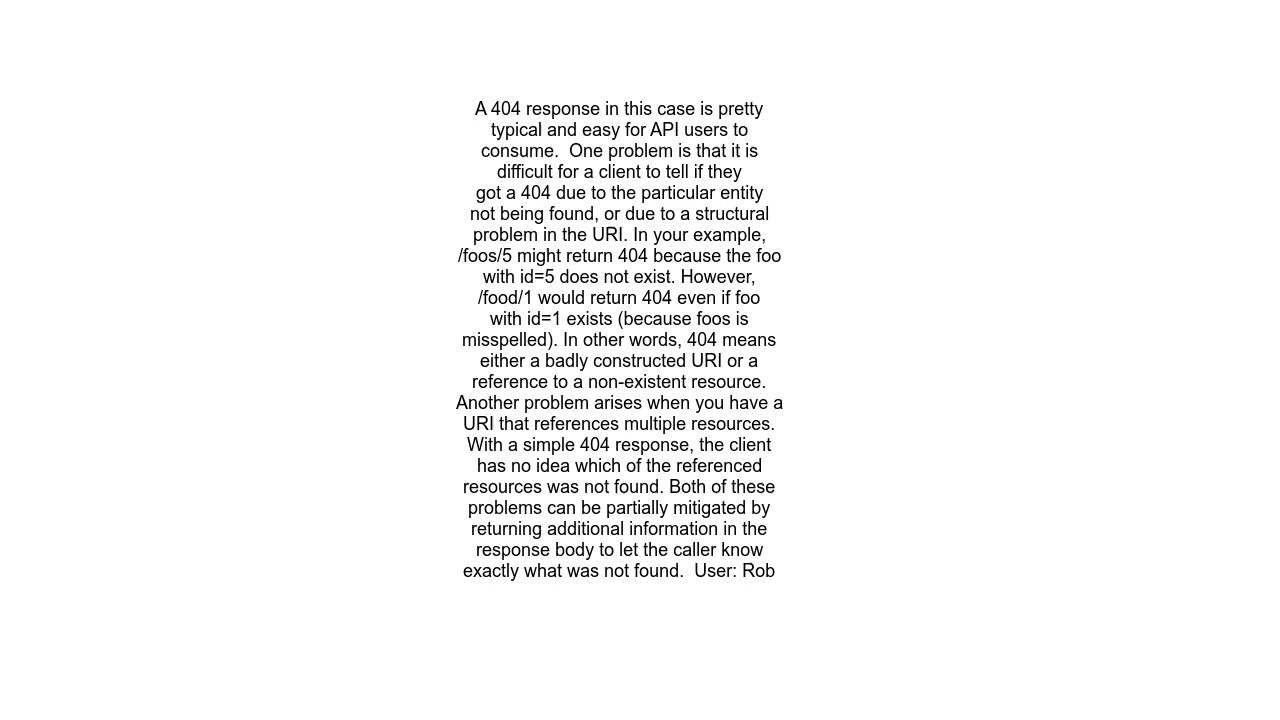 A 404 response in this case is pretty
typical and easy for API users to
consume.  One problem is that it is
difficult for a client to tell if they
got a 404 due to the particular entity
not being found, or due to a structural
problem in the URI. In your example,
/foos/5 might return 404 because the foo
with id=5 does not exist. However,
/food/1 would return 404 even if foo
with id=1 exists (because foos is
misspelled). In other words, 404 means
either a badly constructed URI or a
reference to a non-existent resource.
Another problem arises when you have a
URI that references multiple resources.
With a simple 404 response, the client
has no idea which of the referenced
resources was not found. Both of these
problems can be partially mitigated by
returning additional information in the
response body to let the caller know
exactly what was not found.  User: Rob